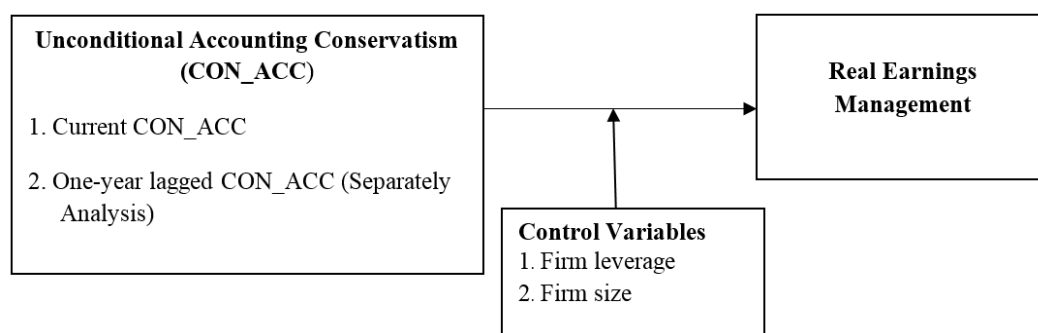 Unconditional Accounting Conservatism
(CON_ACC)
1. Current CON_ACC
2. One-year lagged CON_ACC (Separately
Analysis)
Real Earnings
Management
Control Variables
1. Firm leverage
2. Firm size